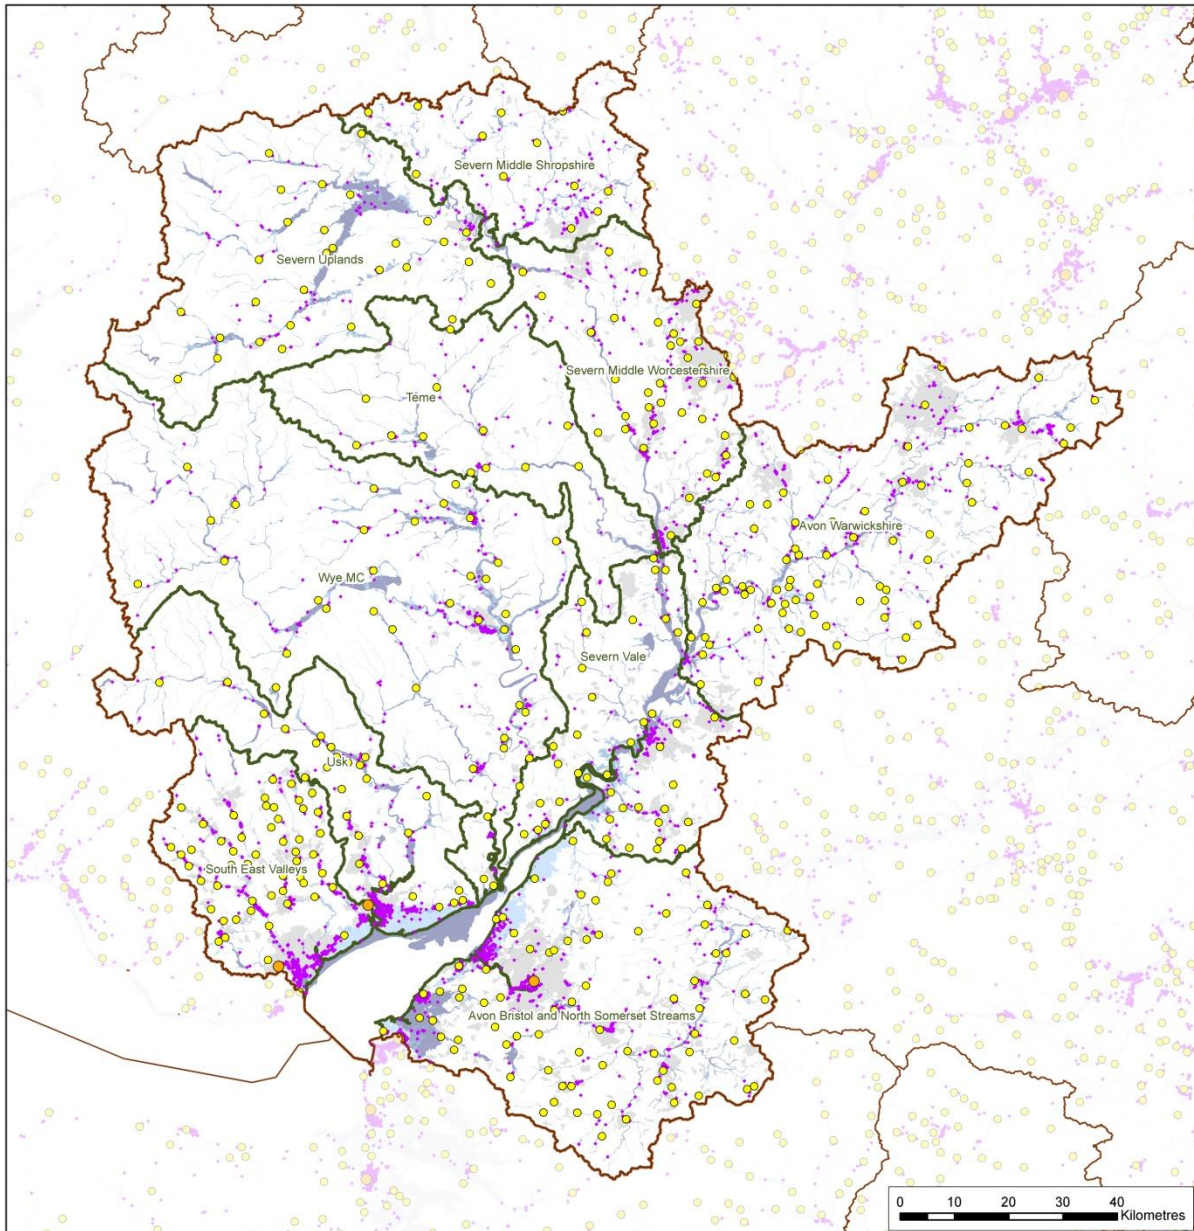 Severn Middle Shropshire
Severn Uplands
Severn Middle Worcestershire
Teme
Avon Warwickshire
Wye MC
Severn Vale
Usk
South East Valleys
Avon Bristol and North Somerset Streams
0 10 20 30 40
Kilometres